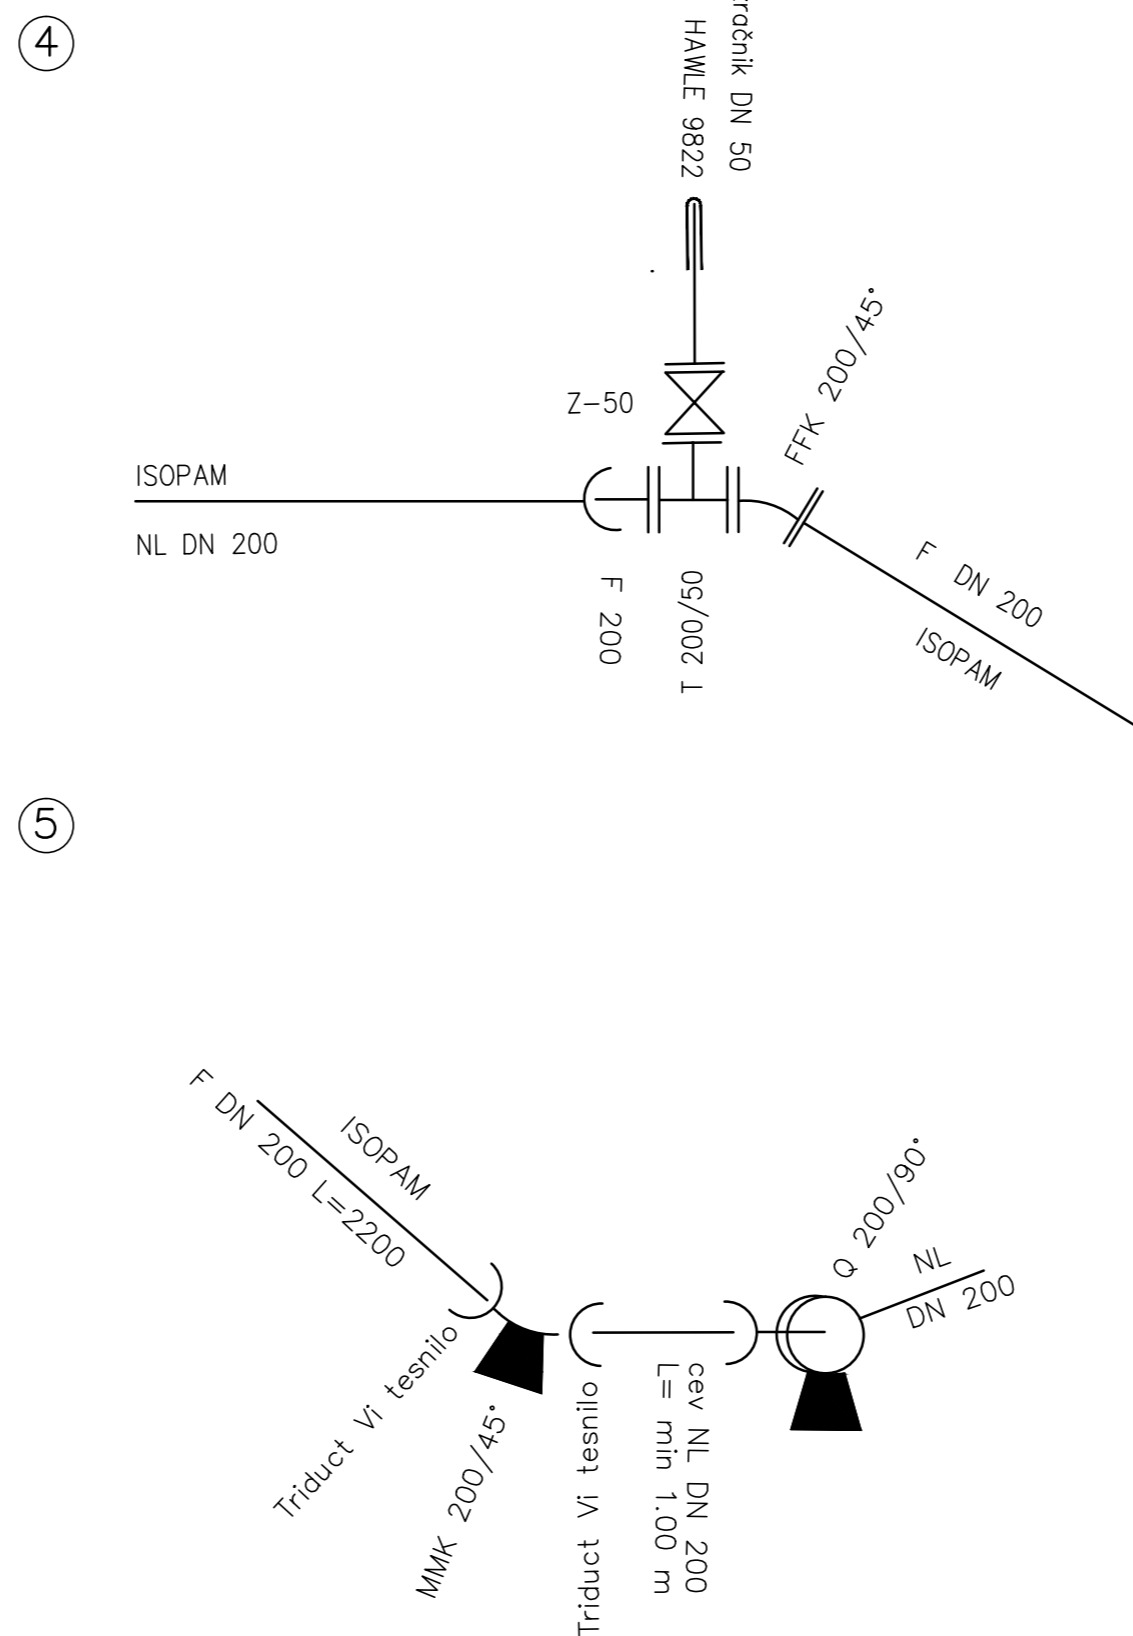 4
HAWLE 9822
DN 50
Z-50
FFK 200/45°
ISOPAM
NL DN 200
F 200
T 200/50
F DN 200
ISOPAM
5
F DN 200 L=2200
ISOPAM
Triduct Vi tesnilo
MMK 200/45°
Triduct Vi tesnilo
cev NL DN 200
L= min 1.00 m
Q 200/90°
NL
DN 200